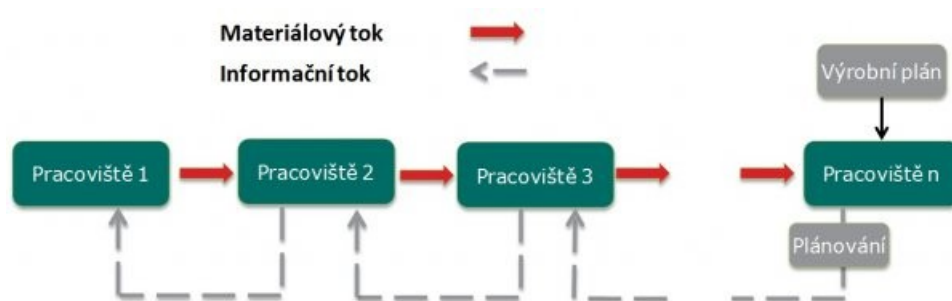 Materiálový tok
Informační tok
Výrobní plán
Pracoviště 1
Pracoviště 2
Pracoviště 3
Pracoviště n
Plánování